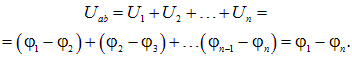 U_{ab} = U_1 + U_2 + ... + U_n =
= (φ_1 − φ_2) + (φ_2 − φ_3) + ...(φ_{n-1} − φ_n) = φ_1 − φ_n.